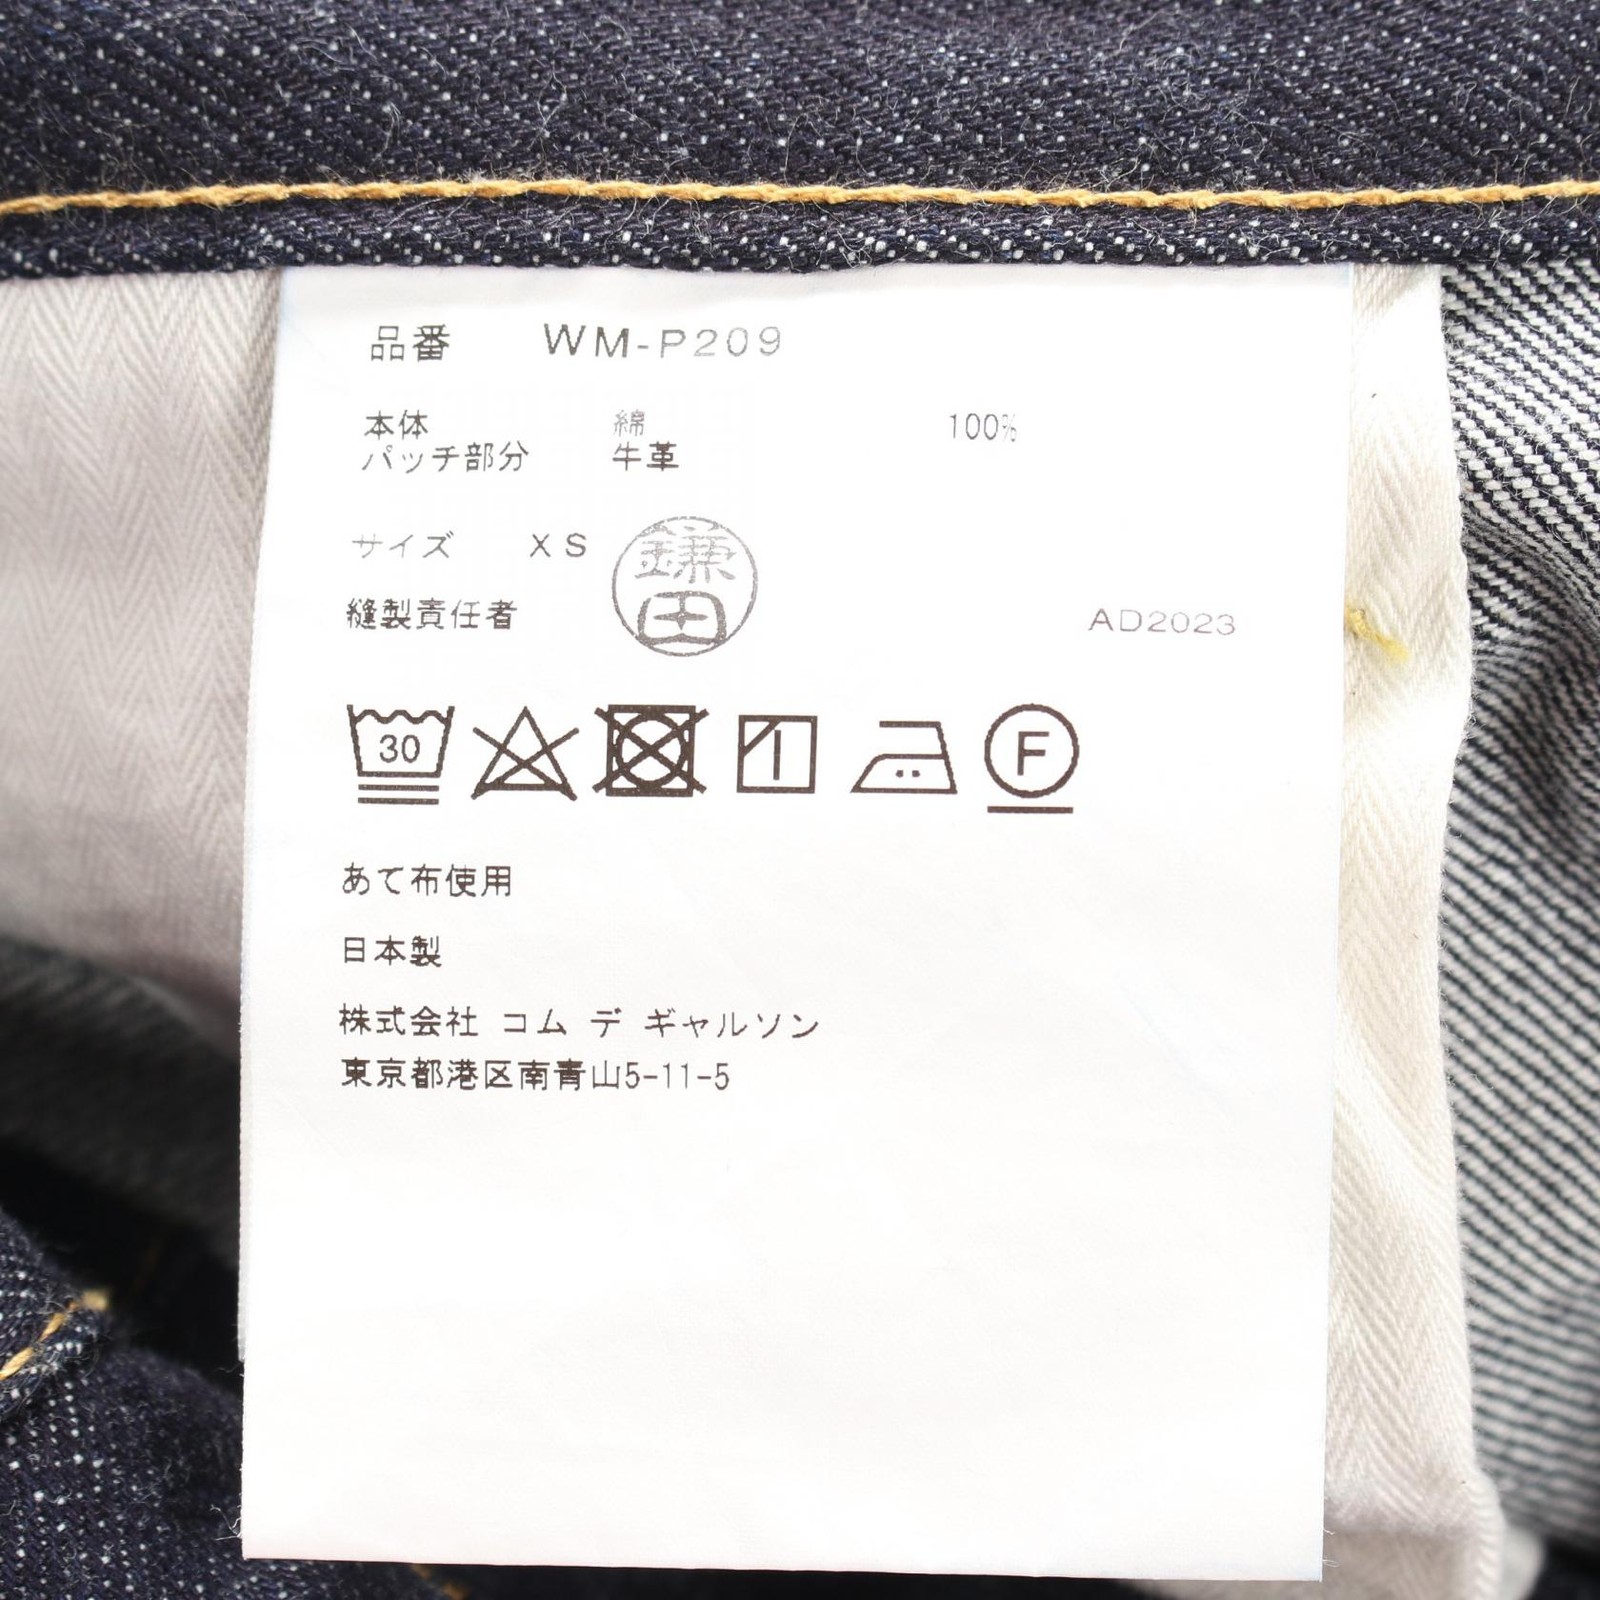 品番 WM-P209
本体 綿 100%
パッチ部分 牛革
サイズ XS
鎌田
縫製責任者 AD2023
30
F
あて布使用
日本製
株式会社 コム デ ギャルソン
東京都港区南青山5-11-5